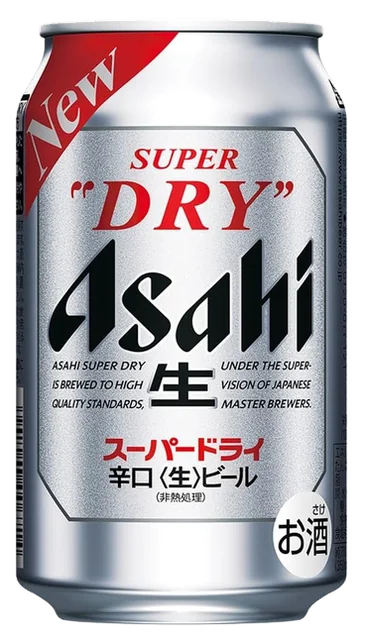 New
SUPER
"DRY"
Asahi
ASAHI SUPER DRY
IS BREWED TO HIGH
QUALITY STANDARDS,
生
UNDER THE SUPER-
VISION OF JAPANESE
MASTER BREWERS.
スーパードライ
辛口〈生〉ビール
(非熱処理)
さけ
お酒